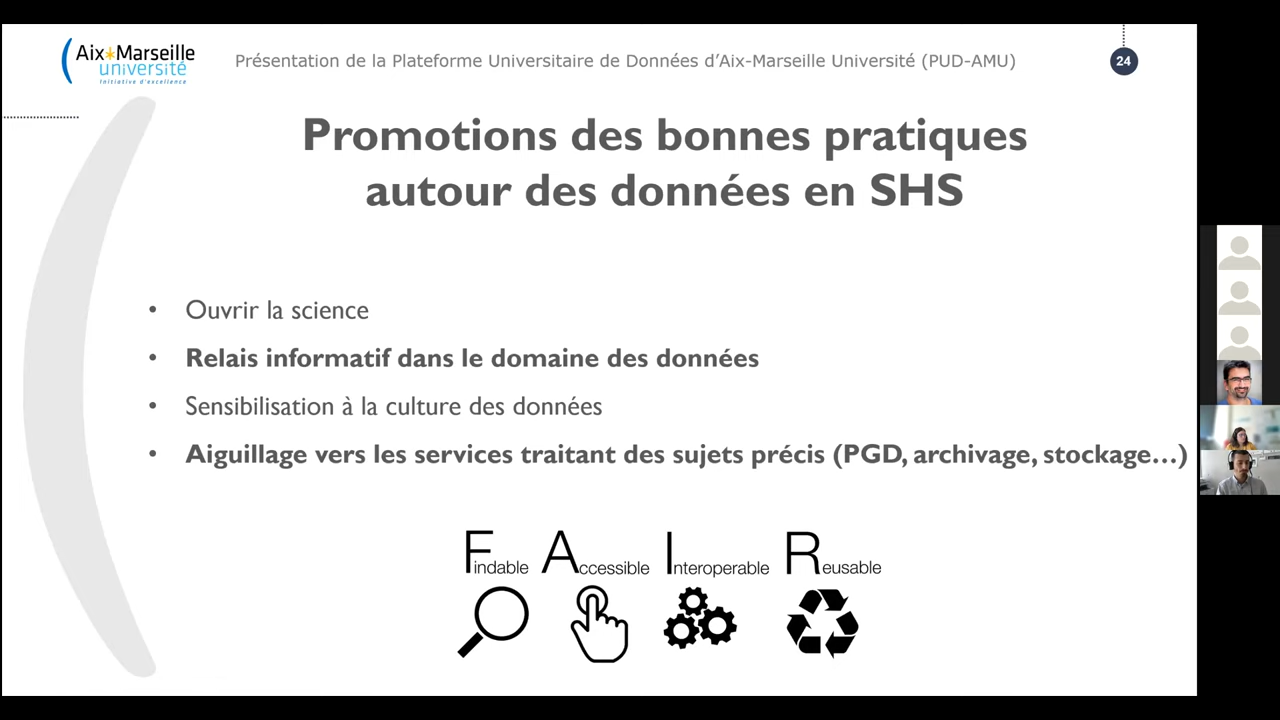 Aix✶Marseille
université
Initiative d'excellence
Présentation de la Plateforme Universitaire de Données d'Aix-Marseille Université (PUD-AMU)
24
Promotions des bonnes pratiques
autour des données en SHS
• Ouvrir la science
• Relais informatif dans le domaine des données
• Sensibilisation à la culture des données
• Aiguillage vers les services traitant des sujets précis (PGD, archivage, stockage...)
Findable Accessible Interoperable Reusable